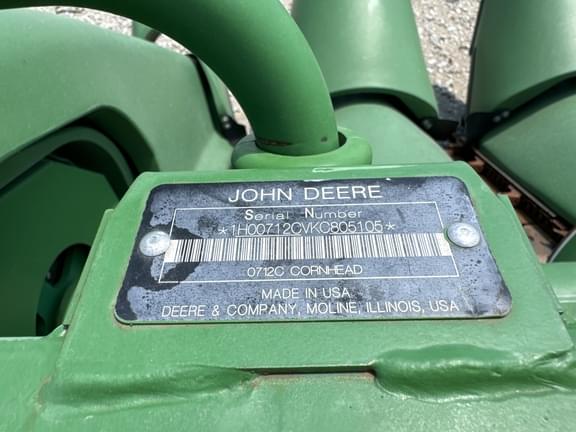 JOHN DEERE
Serial Number
*1H00712CVKC805105*
0712C CORNHEAD
MADE IN USA
DEERE & COMPANY, MOLINE, ILLINOIS, USA